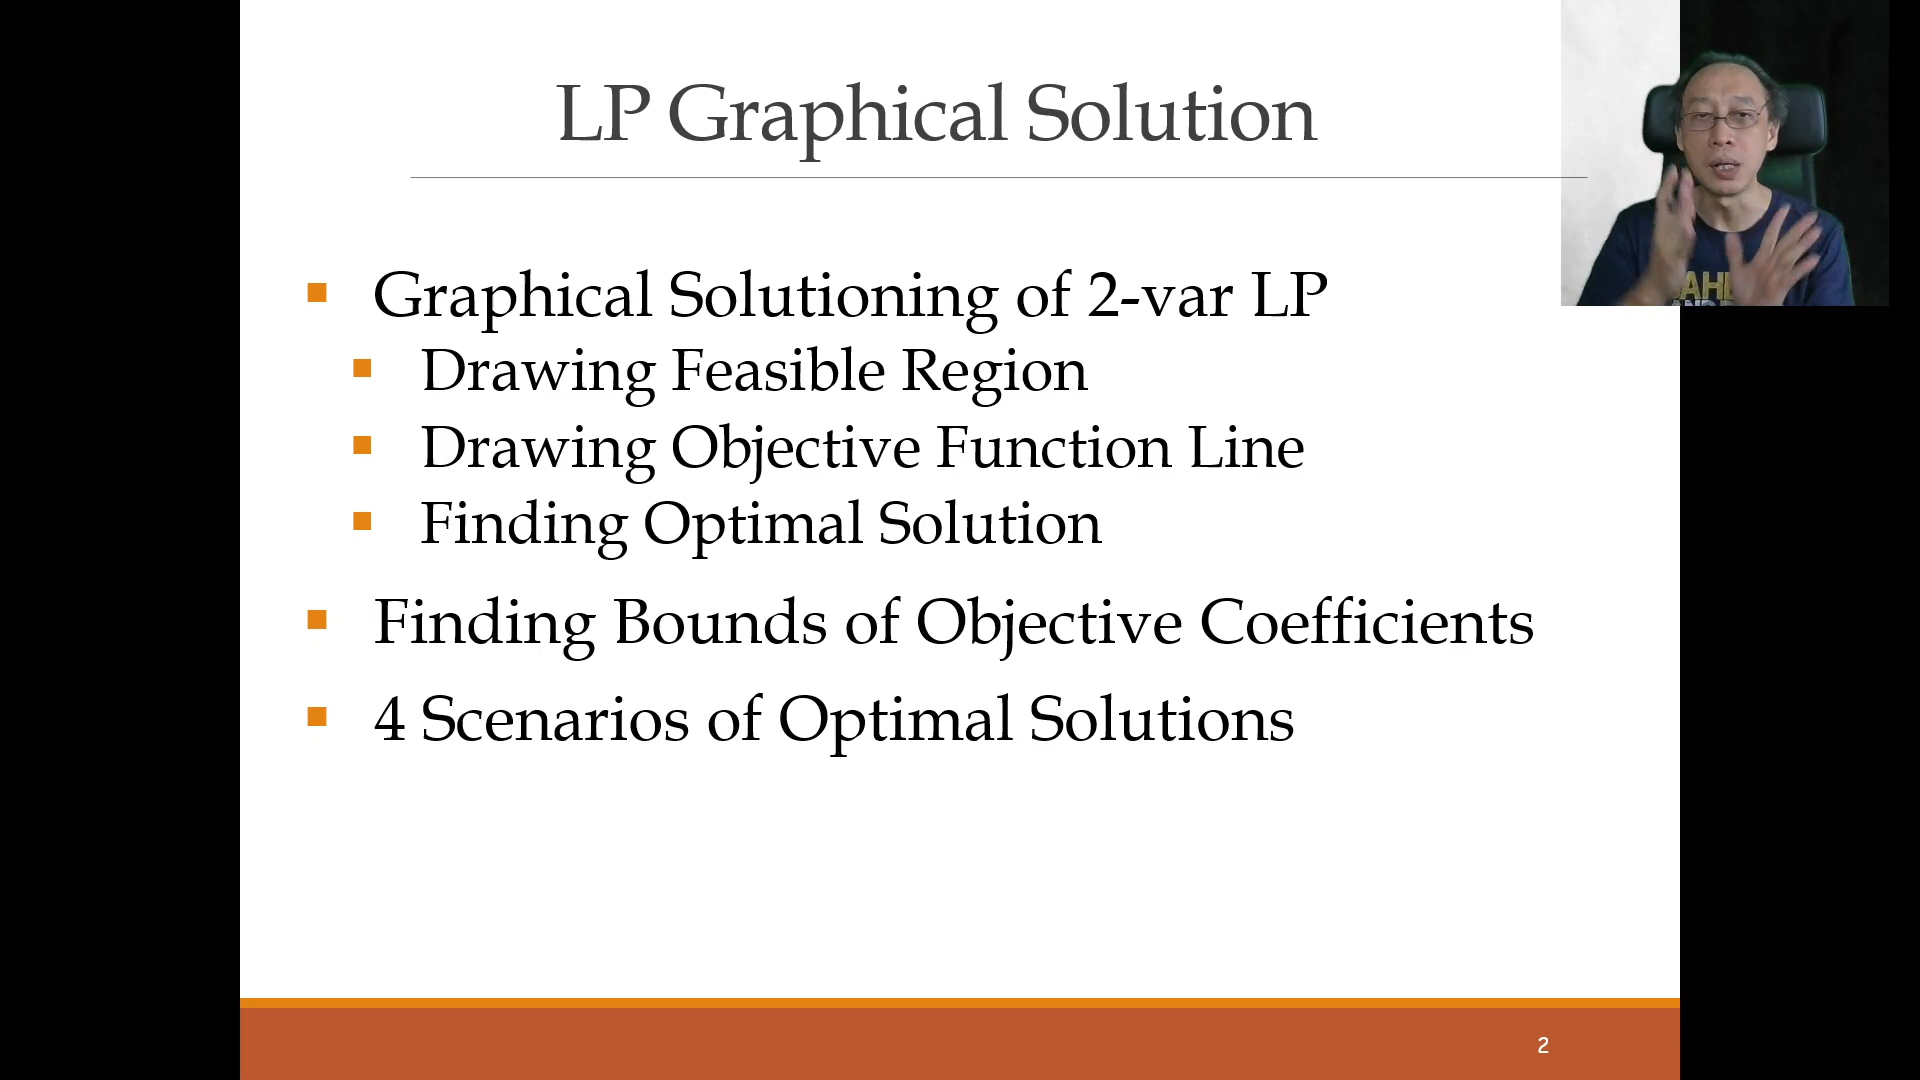 LP Graphical Solution
Graphical Solutioning of 2-var LP
Drawing Feasible Region
Drawing Objective Function Line
Finding Optimal Solution
Finding Bounds of Objective Coefficients
4 Scenarios of Optimal Solutions
2